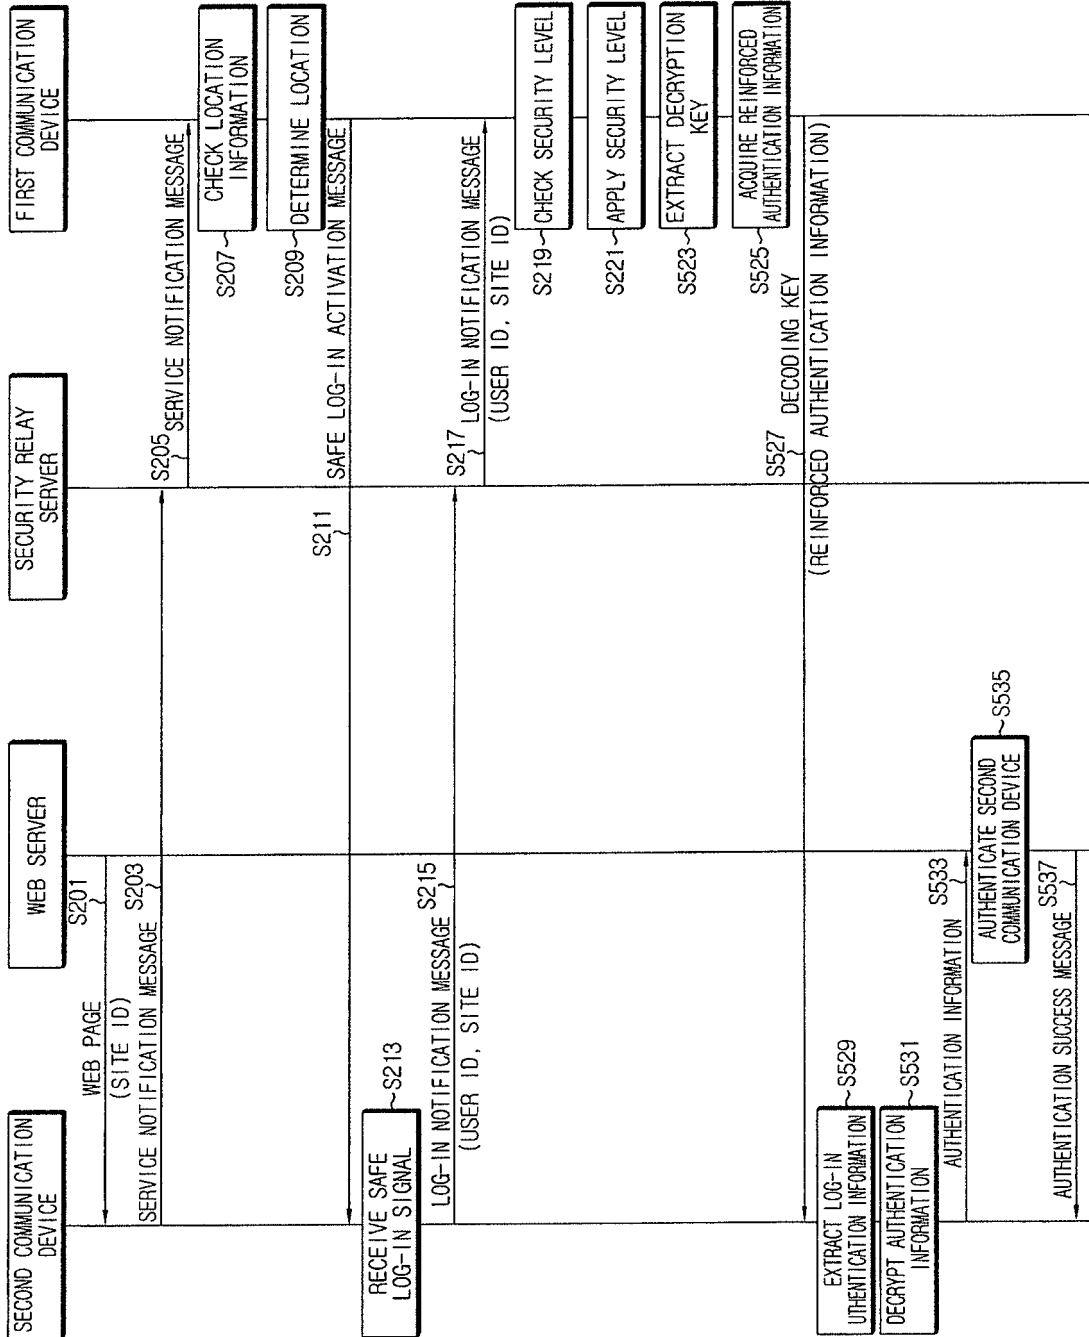 SECOND COMMUNICATION
DEVICE
WEB SERVER
SECURITY RELAY
SERVER
FIRST COMMUNICATION
DEVICE
S201
WEB PAGE
(SITE ID)
S203
SERVICE NOTIFICATION MESSAGE
S205
SERVICE NOTIFICATION MESSAGE
S207
CHECK LOCATION
INFORMATION
S209
DETERMINE LOCATION
S211
SAFE LOG-IN ACTIVATION MESSAGE
RECEIVE SAFE
LOG-IN SIGNAL
S213
LOG-IN NOTIFICATION MESSAGE
S215
(USER ID, SITE ID)
S217
LOG-IN NOTIFICATION MESSAGE
(USER ID, SITE ID)
S219
CHECK SECURITY LEVEL
S221
APPLY SECURITY LEVEL
S523
EXTRACT DECRYPTION
KEY
S525
ACQUIRE REINFORCED
AUTHENTICATION INFORMATION
S527
DECODING KEY
(REINFORCED AUTHENTICATION INFORMATION)
EXTRACT LOG-IN
UTHENTICATION INFORMATION
S529
DECRYPT AUTHENTICATION
INFORMATION
S531
AUTHENTICATION INFORMATION
S533
AUTHENTICATE SECOND
COMMUNICATION DEVICE
S535
AUTHENTICATION SUCCESS MESSAGE
S537